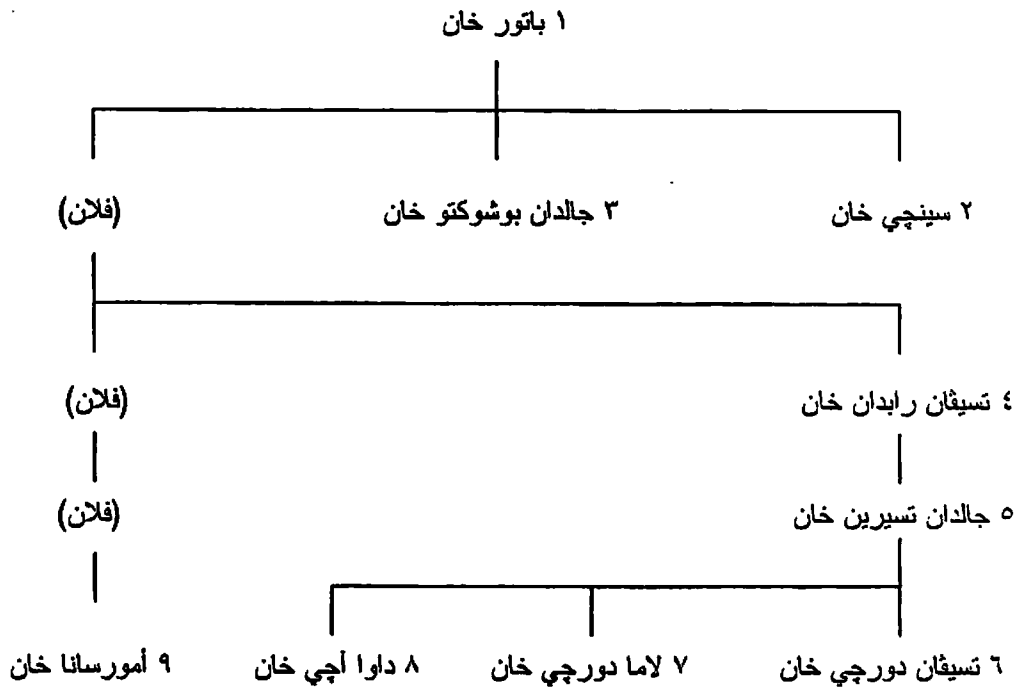 ١ باتور خان
٢ سينچي خان ٣ جالدان بوشوكتو خان (فلان)
٤ تسيڤان رابدان خان (فلان)
٥ جالدان تسيرين خان (فلان)
٦ تسيڤان دورچي خان ٧ لاما دورچي خان ٨ داوا آچي خان ٩ أمورسانا خان